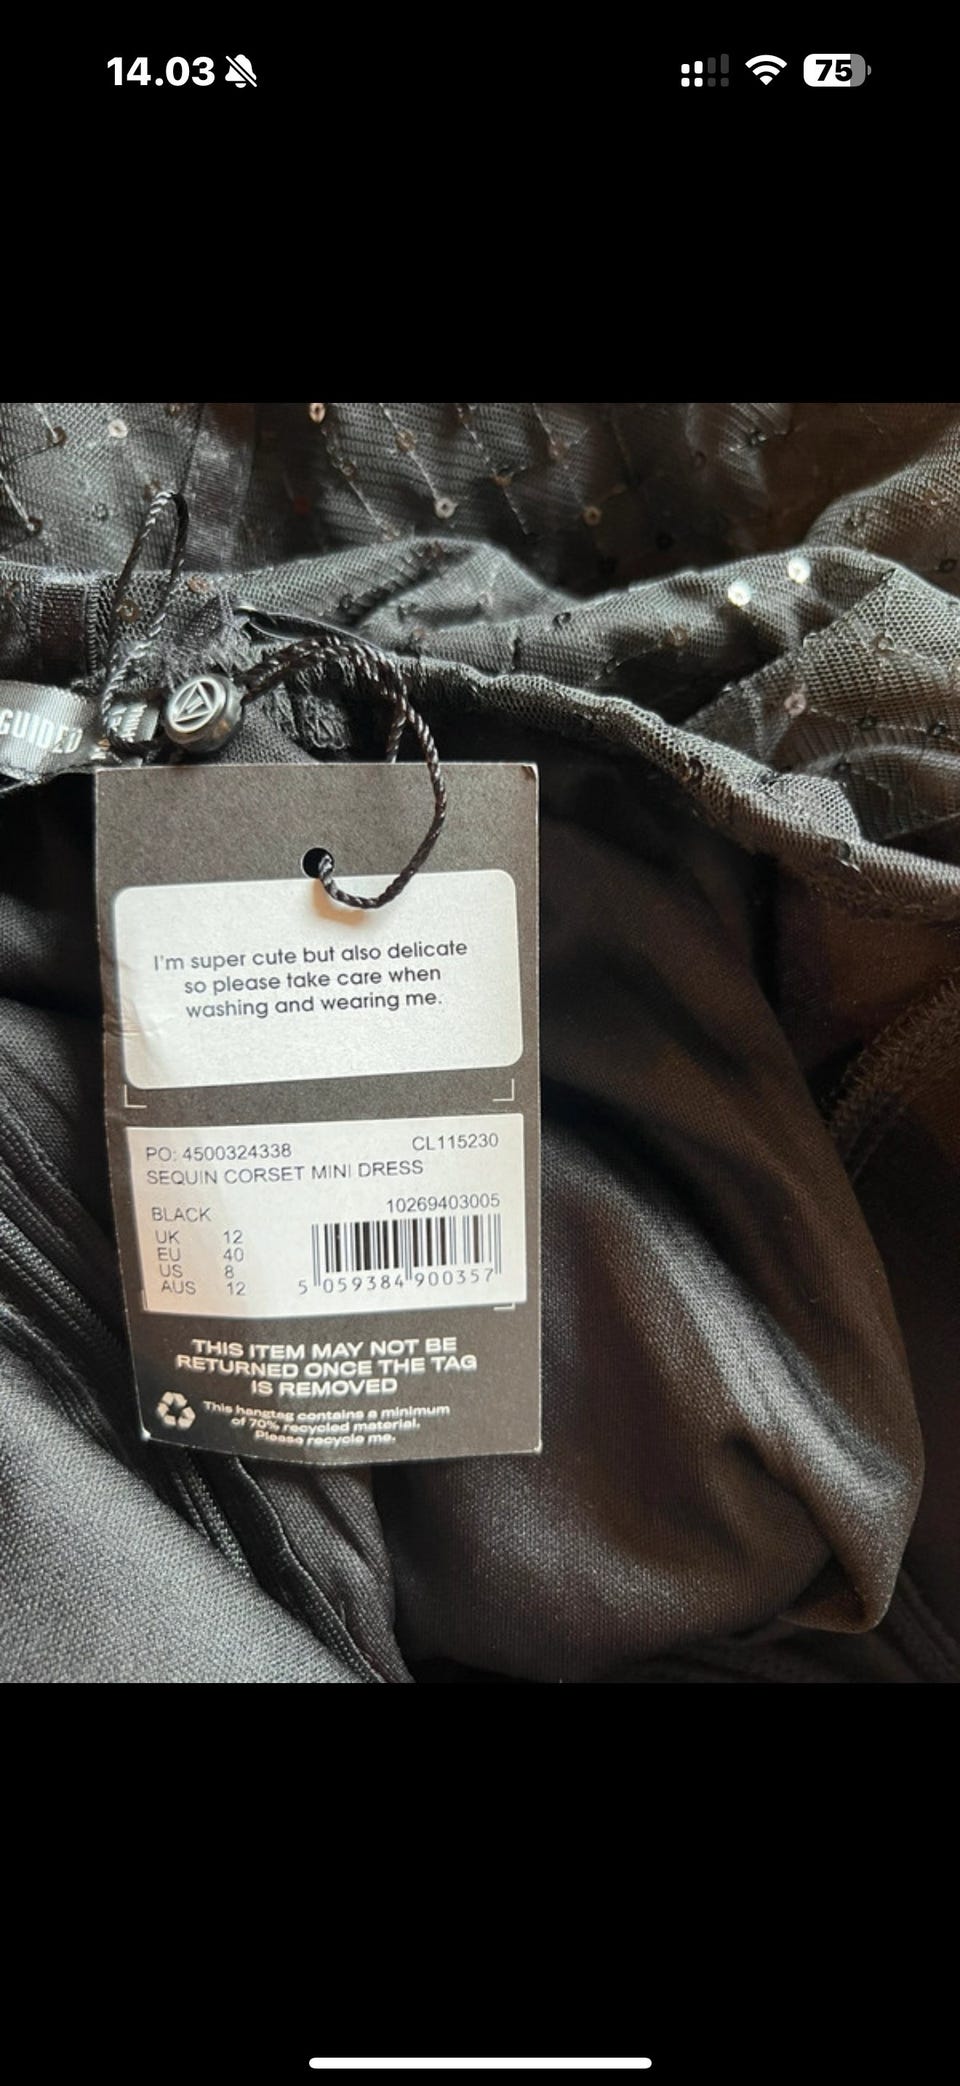 14.03
75
GUIDED
I'm super cute but also delicate
so please take care when
washing and wearing me.
PO: 4500324338 CL115230
SEQUIN CORSET MINI DRESS
BLACK 10269403005
UK 12
EU 40
US 8
AUS 12
5 059384 900357
THIS ITEM MAY NOT BE
RETURNED ONCE THE TAG
IS REMOVED
This hangtag contains a minimum
of 70% recycled material.
Please recycle me.